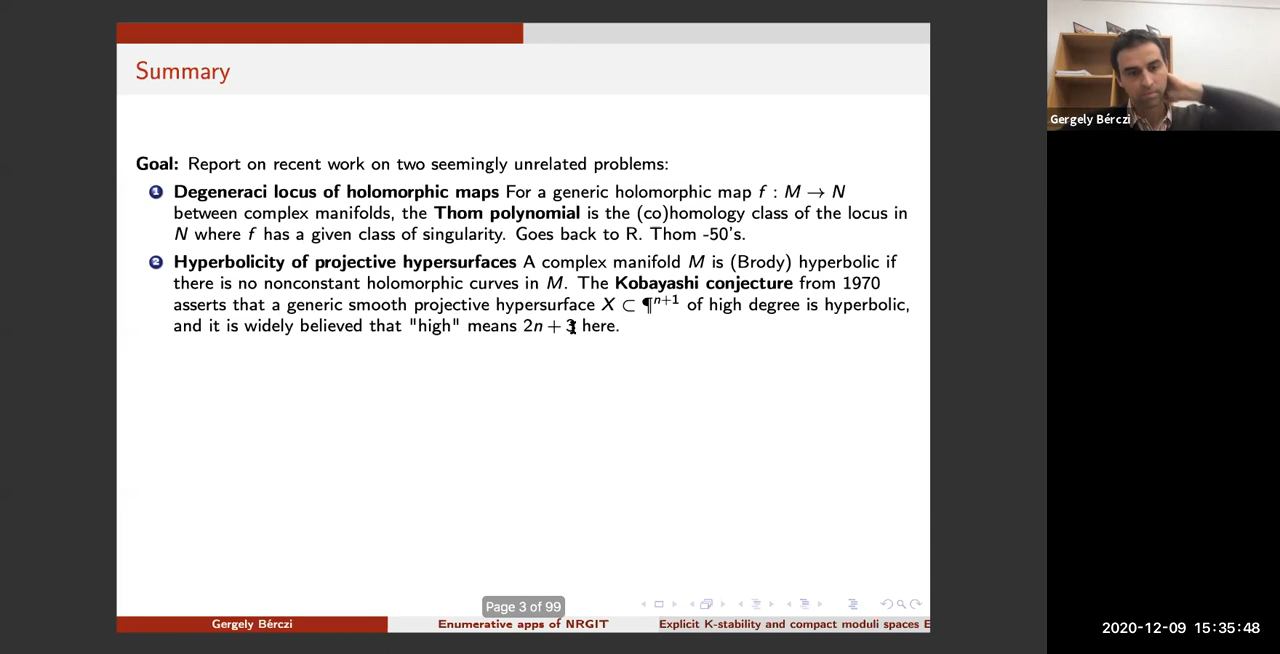 Summary
Goal: Report on recent work on two seemingly unrelated problems:
1 Degeneraci locus of holomorphic maps For a generic holomorphic map f : M → N
between complex manifolds, the Thom polynomial is the (co)homology class of the locus in
N where f has a given class of singularity. Goes back to R. Thom -50's.
2 Hyperbolicity of projective hypersurfaces A complex manifold M is (Brody) hyperbolic if
there is no nonconstant holomorphic curves in M. The Kobayashi conjecture from 1970
asserts that a generic smooth projective hypersurface X ⊂ ¶ⁿ⁺¹ of high degree is hyperbolic,
and it is widely believed that "high" means 2n + 3 here.
Page 3 of 99
Gergely Bérczi
Enumerative apps of NRGIT
Explicit K-stability and compact moduli spaces E
Gergely Bérczi
2020-12-09 15:35:48